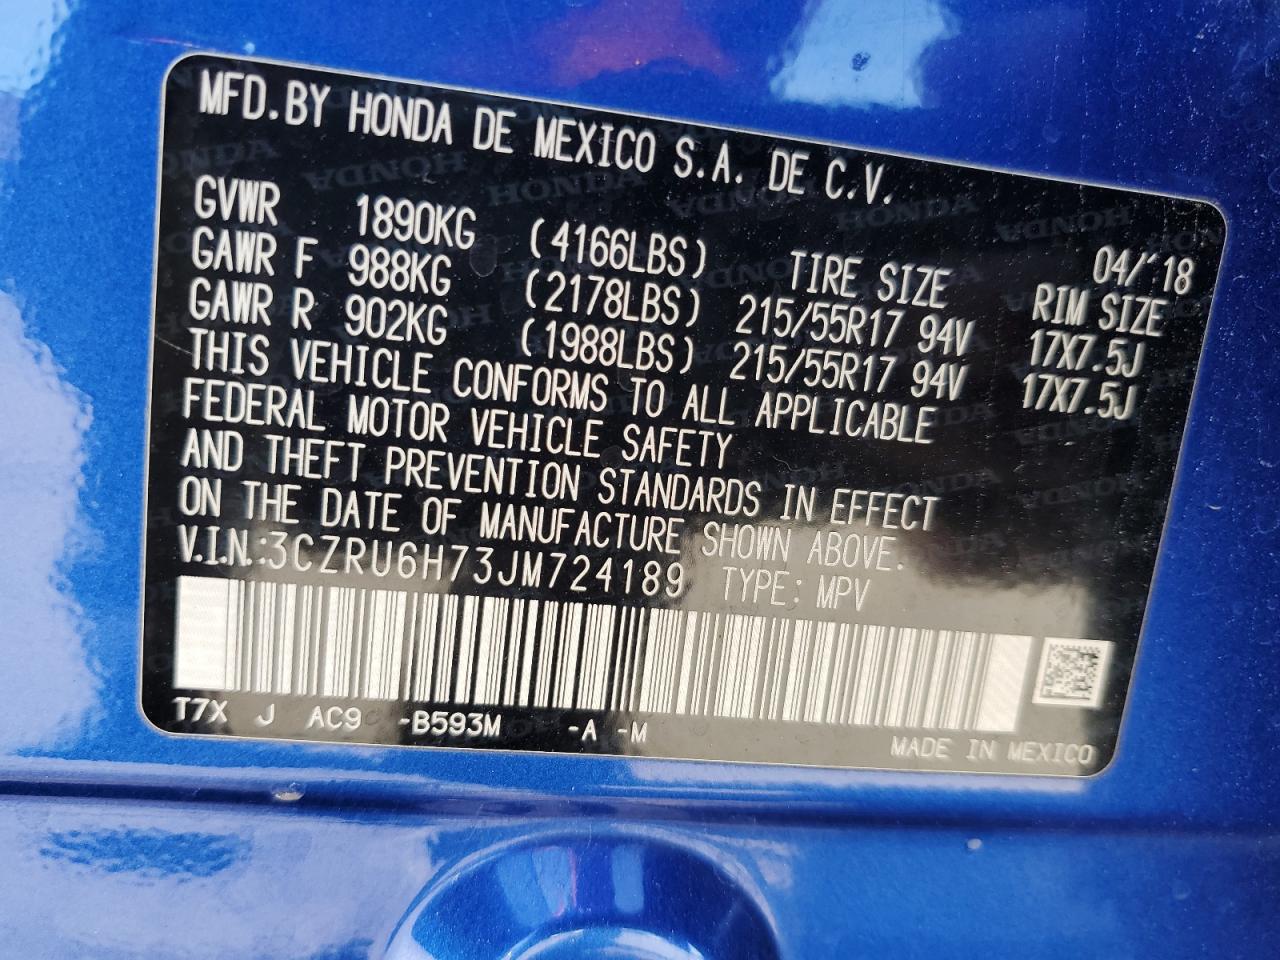 MFD.BY HONDA DE MEXICO S.A. DE C.V.
04/'18
GVWR 1890KG (4166LBS) TIRE SIZE RIM SIZE
GAWR F 988KG (2178LBS) 215/55R17 94V 17X7.5J
GAWR R 902KG (1988LBS) 215/55R17 94V 17X7.5J
THIS VEHICLE CONFORMS TO ALL APPLICABLE
FEDERAL MOTOR VEHICLE SAFETY
AND THEFT PREVENTION STANDARDS IN EFFECT
ON THE DATE OF MANUFACTURE SHOWN ABOVE.
V.I.N.:3CZRU6H73JM724189 TYPE: MPV
T7X J AC9 -B593M -A -M
MADE IN MEXICO